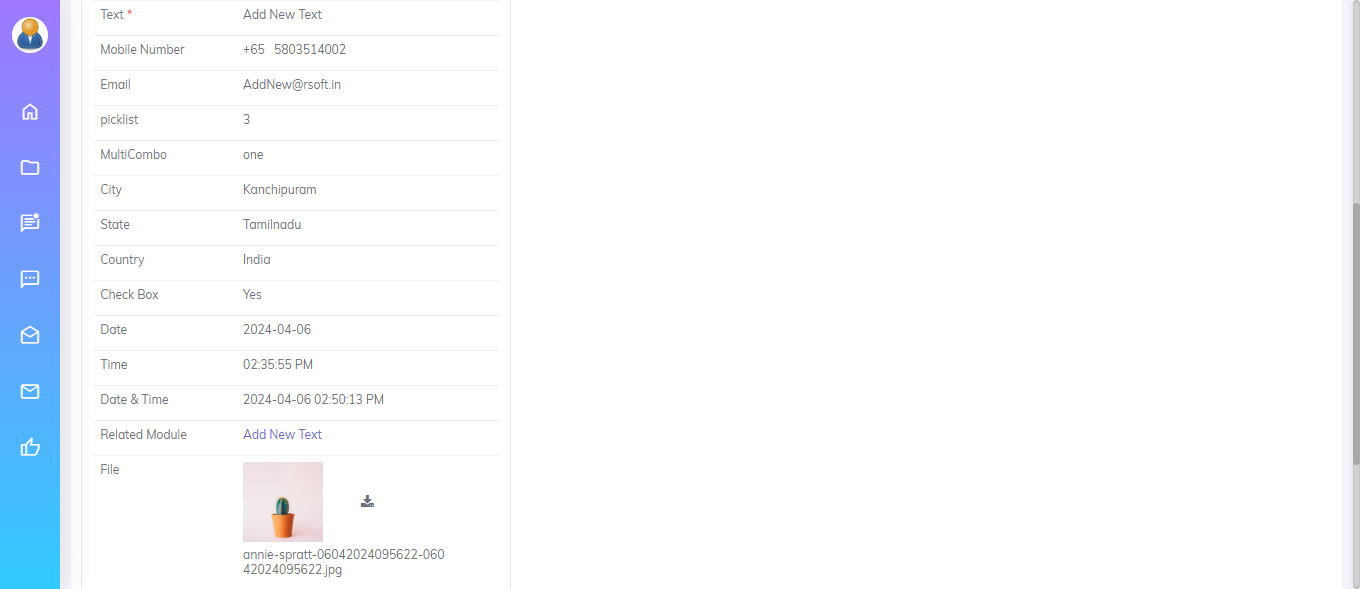 Text * Add New Text
Mobile Number +65 5803514002
Email AddNew@rsoft.in
picklist 3
MultiCombo one
City Kanchipuram
State Tamilnadu
Country India
Check Box Yes
Date 2024-04-06
Time 02:35:55 PM
Date & Time 2024-04-06 02:50:13 PM
Related Module Add New Text
File
annie-spratt-06042024095622-060
42024095622.jpg